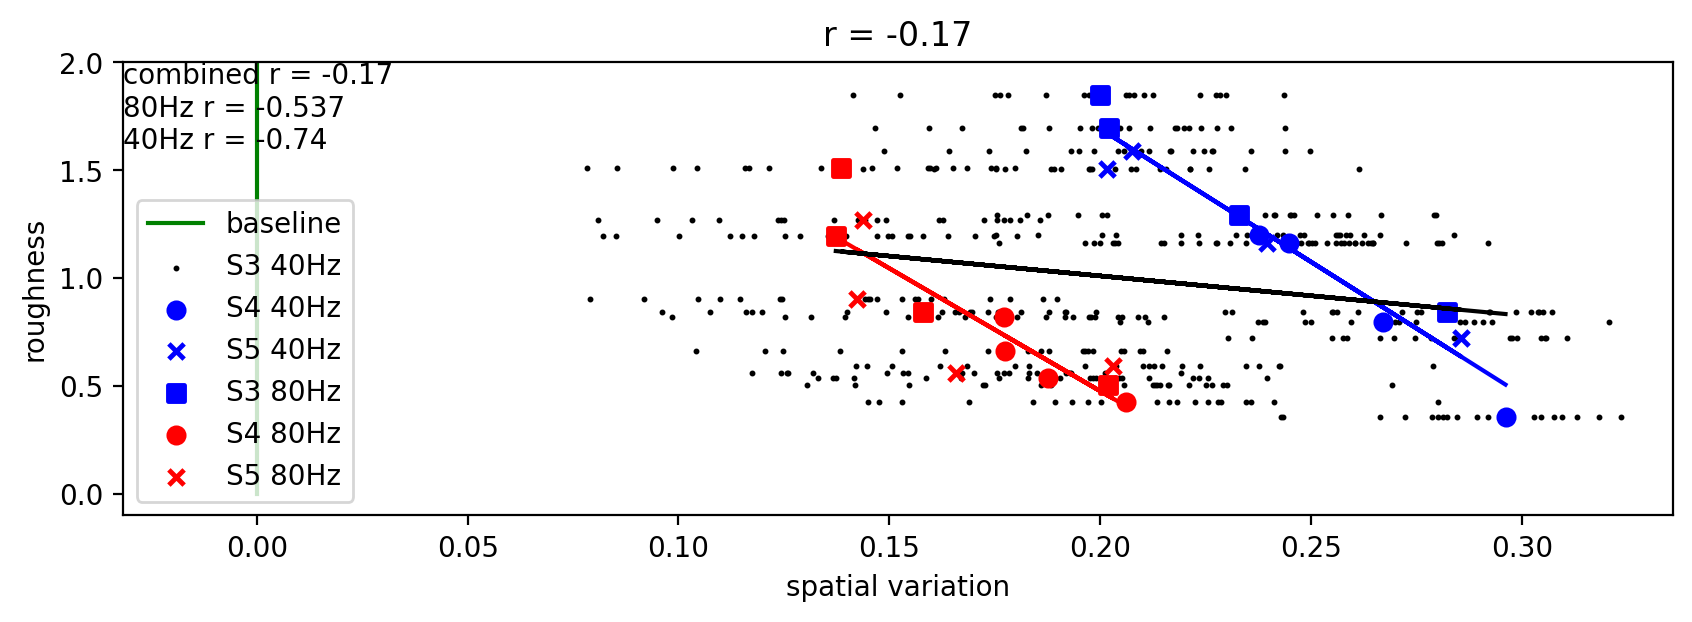 r = -0.17
combined r = -0.17
80Hz r = -0.537
40Hz r = -0.74
baseline
S3 40Hz
S4 40Hz
S5 40Hz
S3 80Hz
S4 80Hz
S5 80Hz
roughness
2.0
1.5
1.0
0.5
0.0
0.00 0.05 0.10 0.15 0.20 0.25 0.30
spatial variation